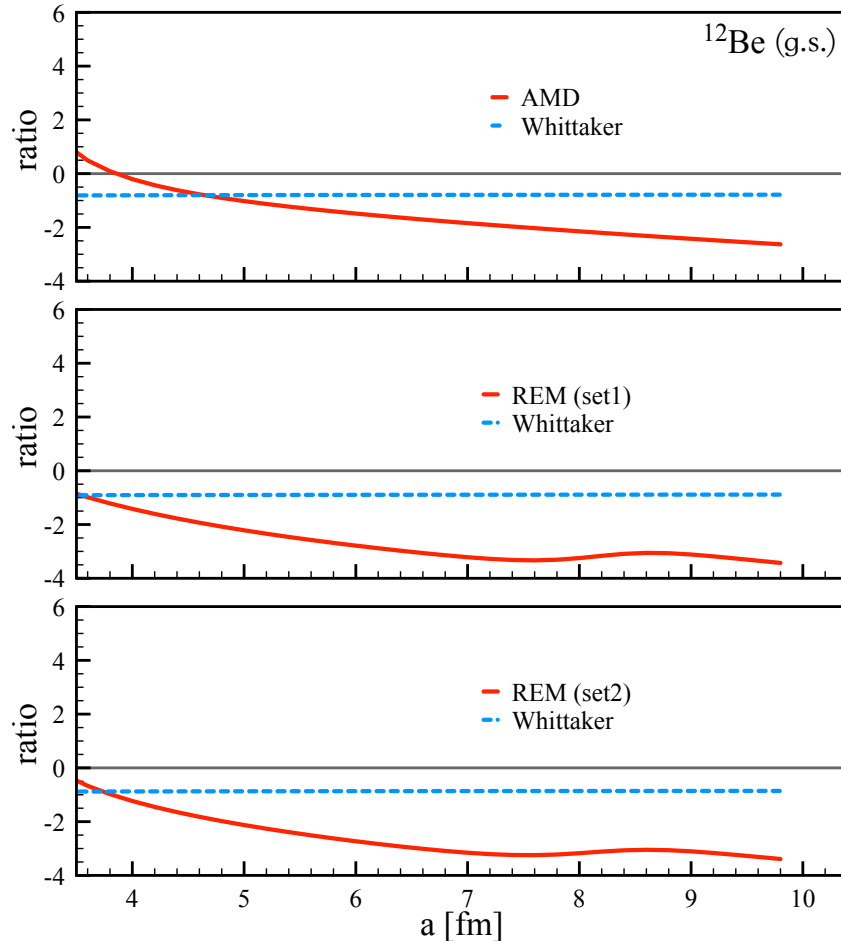 ¹²Be (g.s.)
6
4
2
0
-2
-4
ratio
AMD
Whittaker
6
4
2
0
-2
-4
ratio
REM (set1)
Whittaker
6
4
2
0
-2
-4
ratio
REM (set2)
Whittaker
4 5 6 7 8 9 10
a [fm]